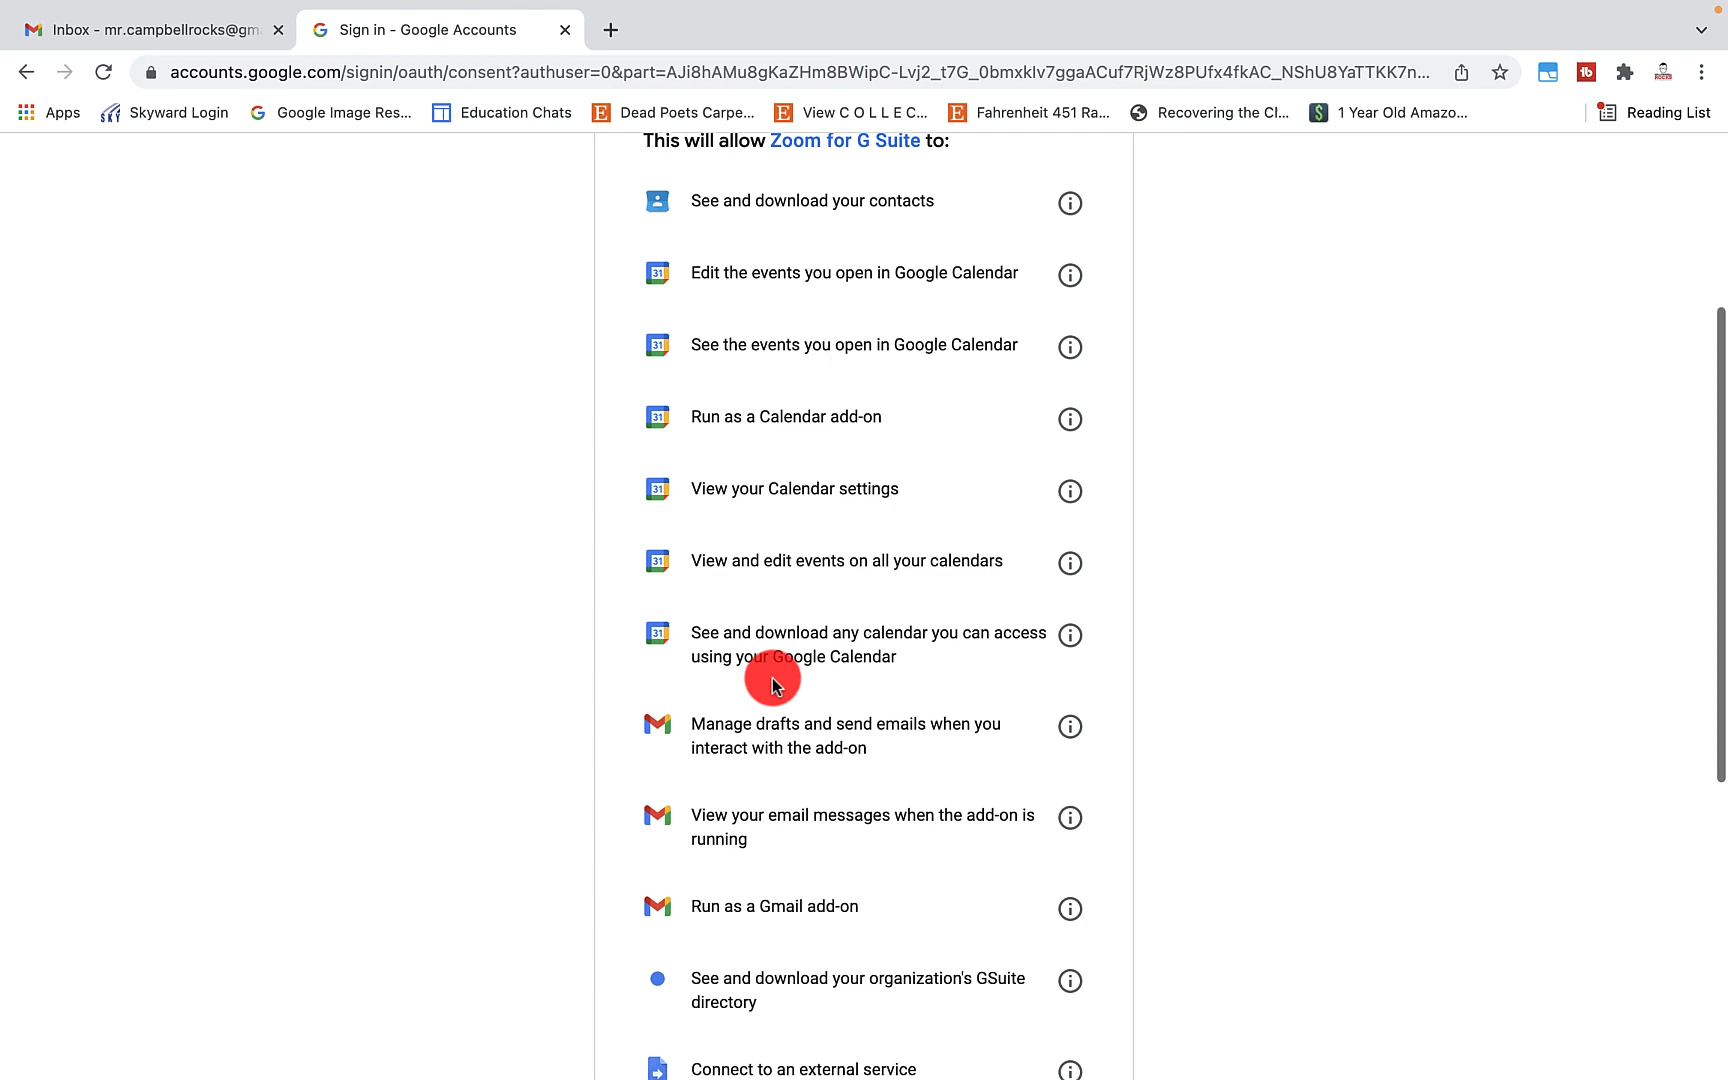 Inbox - mr.campbellrocks@gm
Sign in - Google Accounts
accounts.google.com/signin/oauth/consent?authuser=0&part=AJi8hAMu8gKaZHm8BWipC-Lvj2_t7G_0bmxklv7ggaACuf7RjWz8PUfx4fkAC_NShU8YaTTKK7n...
Apps
Skyward Login
Google Image Res...
Education Chats
Dead Poets Carpe...
View C O L L E C...
Fahrenheit 451 Ra...
Recovering the Cl...
1 Year Old Amazo...
Reading List
This will allow Zoom for G Suite to:
See and download your contacts
Edit the events you open in Google Calendar
See the events you open in Google Calendar
Run as a Calendar add-on
View your Calendar settings
View and edit events on all your calendars
See and download any calendar you can access
using your Google Calendar
Manage drafts and send emails when you
interact with the add-on
View your email messages when the add-on is
running
Run as a Gmail add-on
See and download your organization's GSuite
directory
Connect to an external service